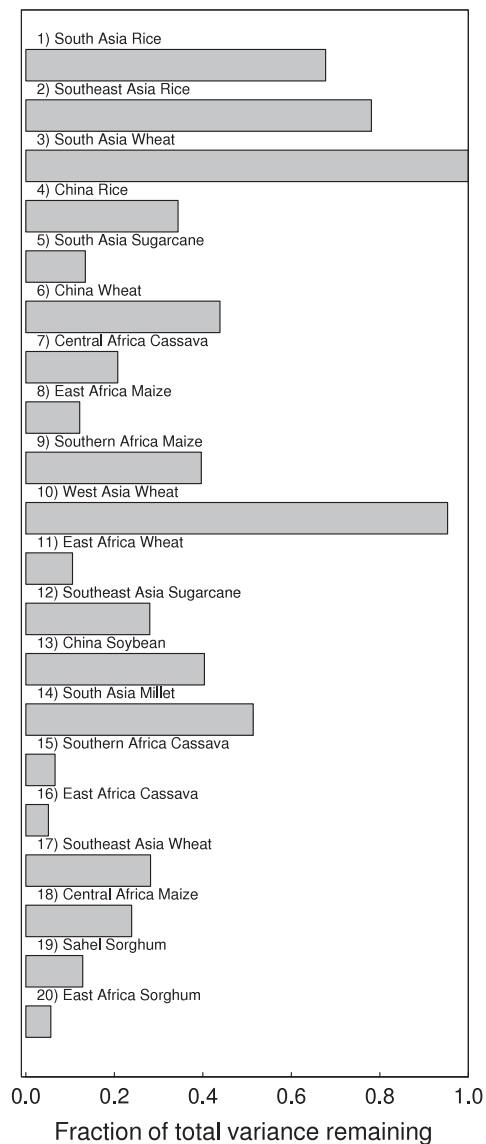 1) South Asia Rice
2) Southeast Asia Rice
3) South Asia Wheat
4) China Rice
5) South Asia Sugarcane
6) China Wheat
7) Central Africa Cassava
8) East Africa Maize
9) Southern Africa Maize
10) West Asia Wheat
11) East Africa Wheat
12) Southeast Asia Sugarcane
13) China Soybean
14) South Asia Millet
15) Southern Africa Cassava
16) East Africa Cassava
17) Southeast Asia Wheat
18) Central Africa Maize
19) Sahel Sorghum
20) East Africa Sorghum
0.0 0.2 0.4 0.6 0.8 1.0
Fraction of total variance remaining